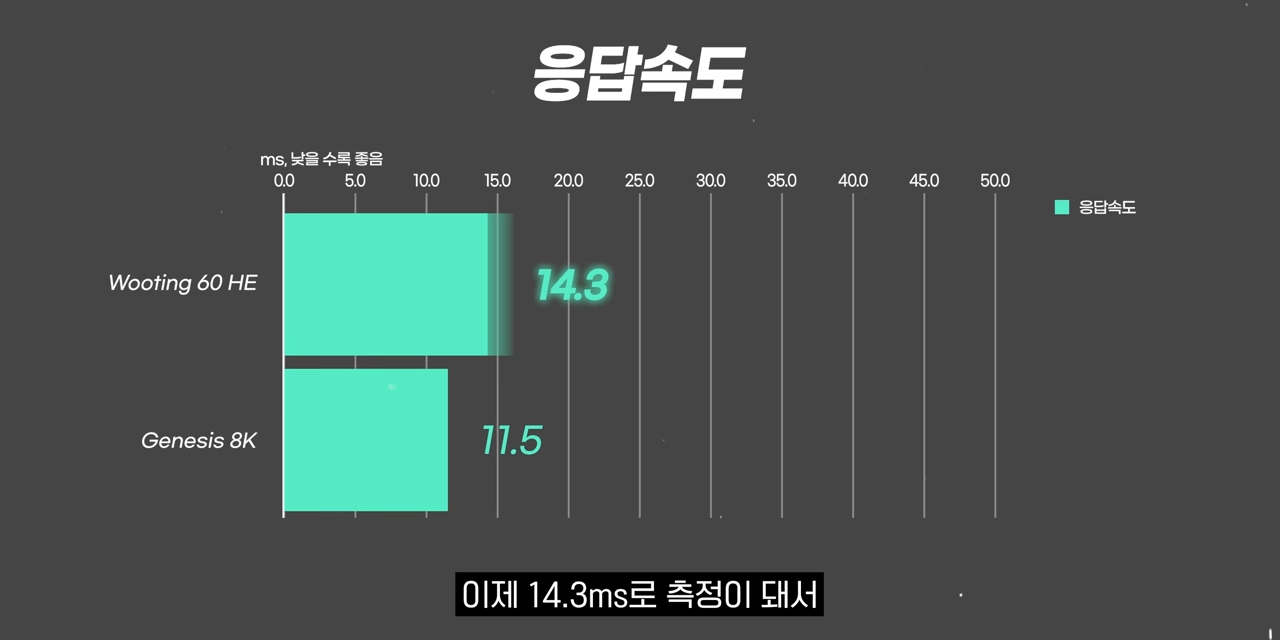 응답속도
ms, 낮을 수록 좋음
0.0 5.0 10.0 15.0 20.0 25.0 30.0 35.0 40.0 45.0 50.0
응답속도
Wooting 60 HE
14.3
Genesis 8K
11.5
이제 14.3ms로 측정이 돼서